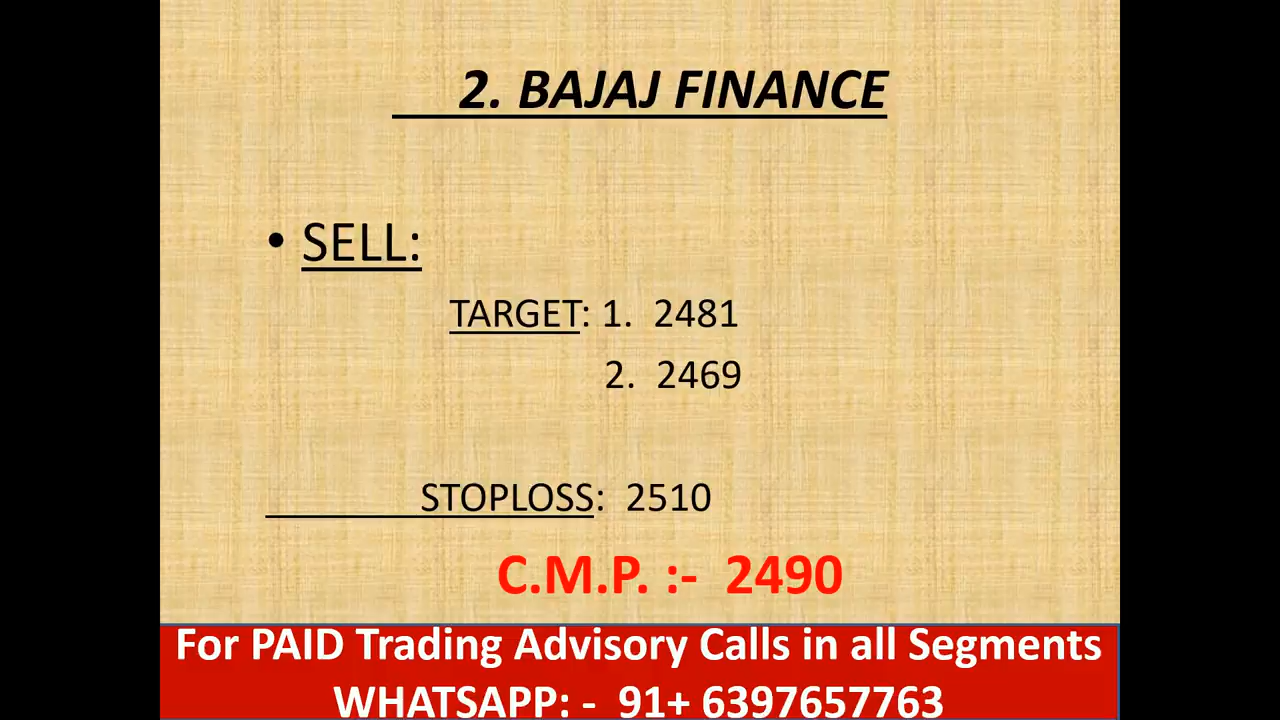 2. BAJAJ FINANCE
• SELL:
TARGET: 1. 2481
2. 2469
STOPLOSS: 2510
C.M.P. :- 2490
For PAID Trading Advisory Calls in all Segments
WHATSAPP: - 91+ 6397657763